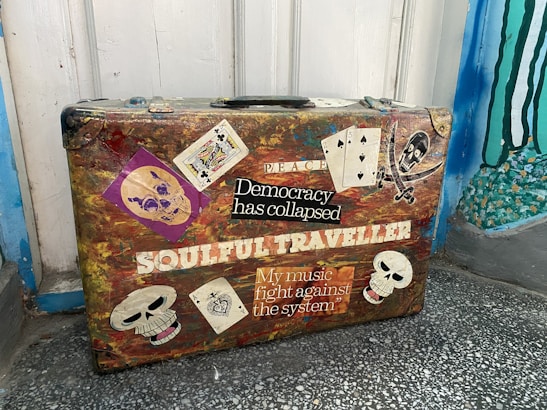 PEACE
Democracy
has collapsed
SOULFUL TRAVELLER
My music
fight against
the system"